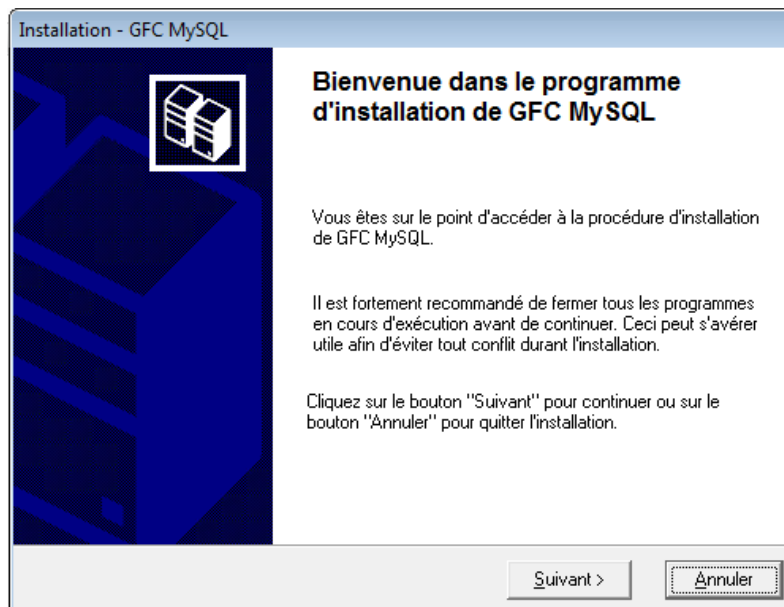 Installation - GFC MySQL
Bienvenue dans le programme
d'installation de GFC MySQL
Vous êtes sur le point d'accéder à la procédure d'installation
de GFC MySQL.
Il est fortement recommandé de fermer tous les programmes
en cours d'exécution avant de continuer. Ceci peut s'avérer
utile afin d'éviter tout conflit durant l'installation.
Cliquez sur le bouton "Suivant" pour continuer ou sur le
bouton "Annuler" pour quitter l'installation.
Suivant >
Annuler